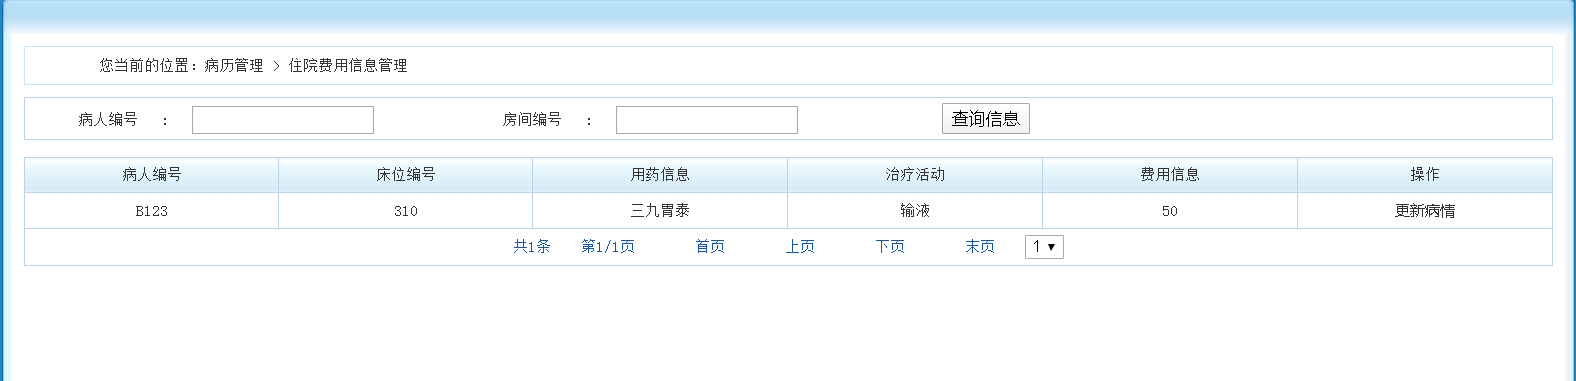 您当前的位置：病历管理 > 住院费用信息管理
病人编号 ： 房间编号 ： 查询信息
病人编号 床位编号 用药信息 治疗活动 费用信息 操作
B123 310 三九胃泰 输液 50 更新病情
共1条 第1/1页 首页 上页 下页 末页 1